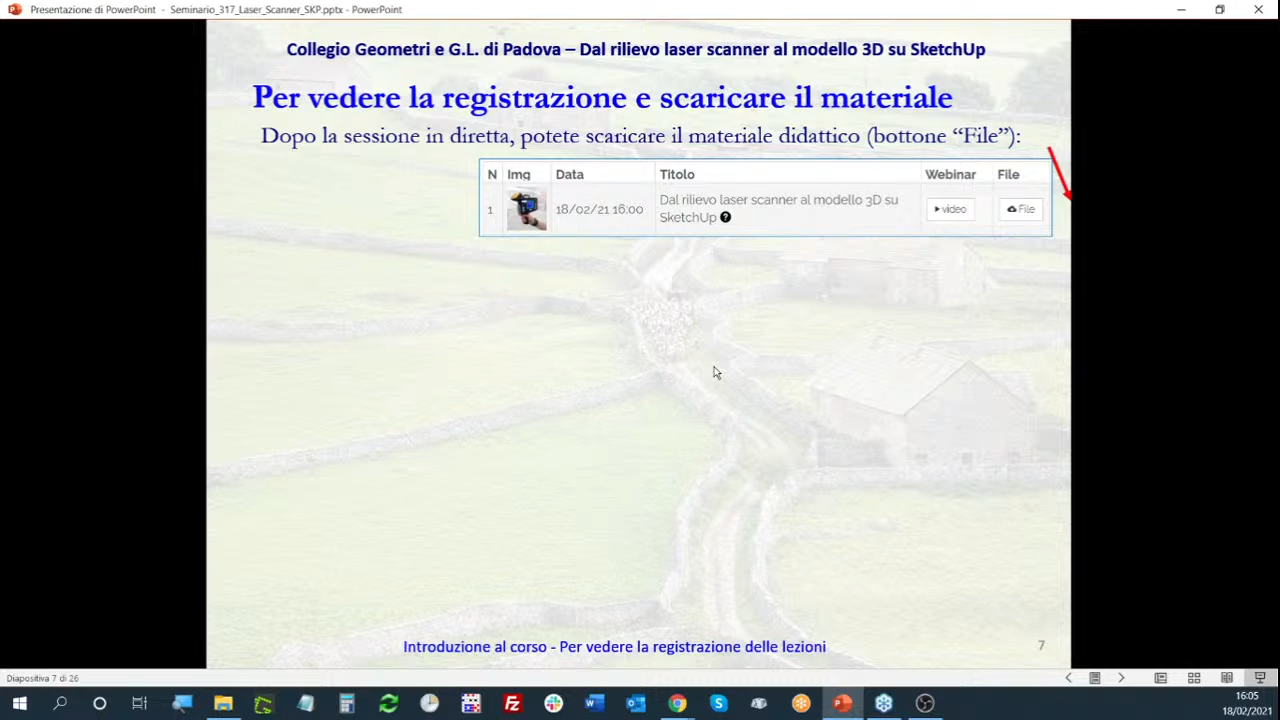 Presentazione di PowerPoint - Seminario_317_Laser_Scanner_SKP.pptx - PowerPoint
Collegio Geometri e G.L. di Padova – Dal rilievo laser scanner al modello 3D su SketchUp
Per vedere la registrazione e scaricare il materiale
Dopo la sessione in diretta, potete scaricare il materiale didattico (bottone “File”):
N Img Data Titolo Webinar File
1 18/02/21 16:00 Dal rilievo laser scanner al modello 3D su video File
SketchUp ?
Introduzione al corso - Per vedere la registrazione delle lezioni 7
Diapositiva 7 di 26
16:05
18/02/2021